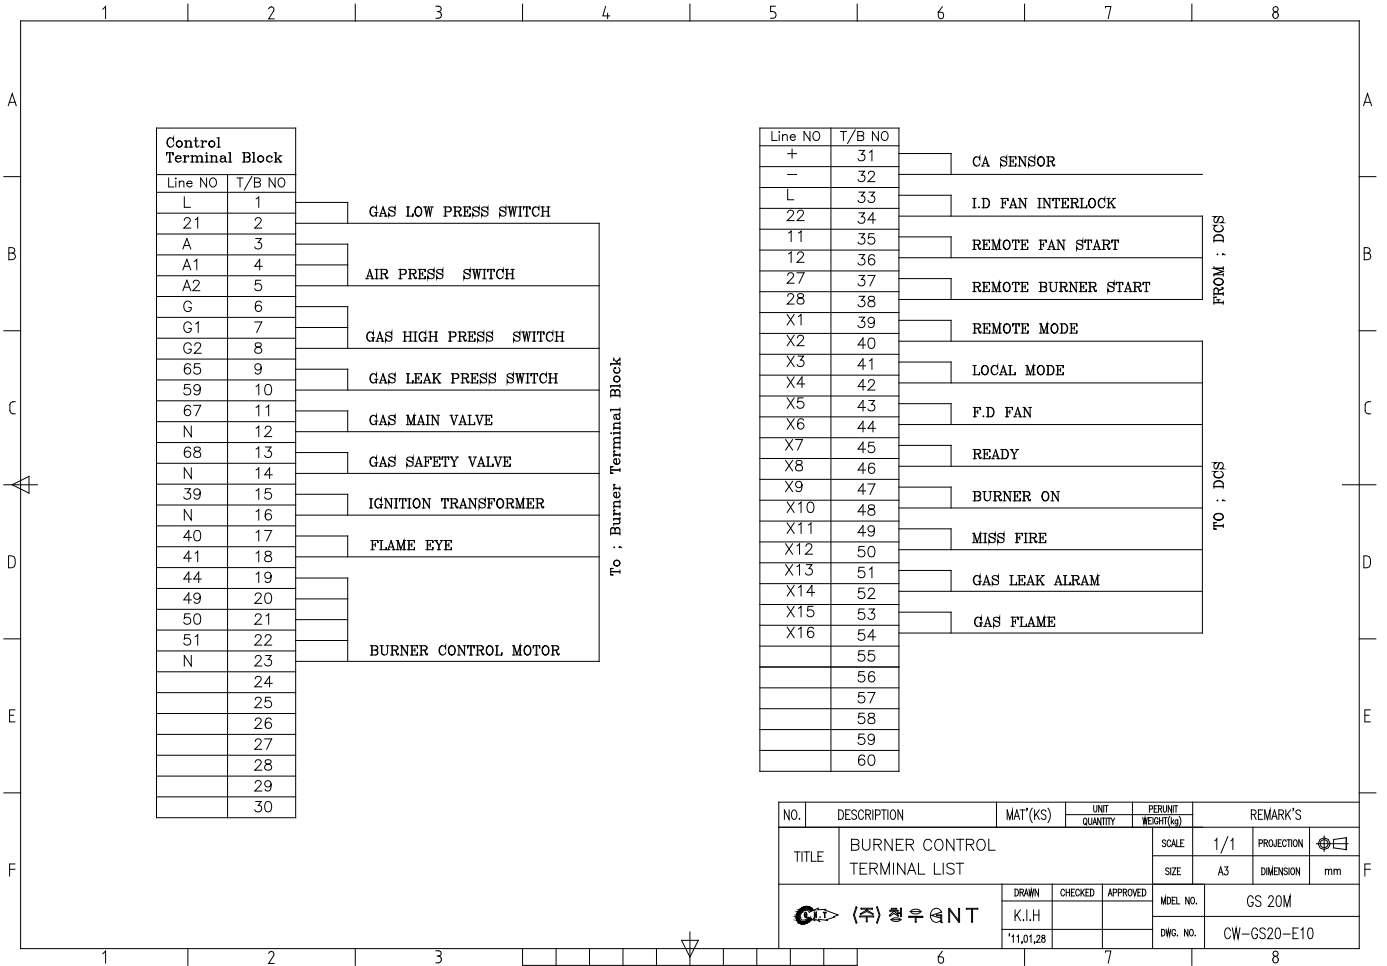 1 2 3 4 5 6 7 8
A A
B B
C C
D D
E E
F F
Control
Terminal Block
Line NO T/B NO
L 1
21 2
A 3
A1 4
A2 5
G 6
G1 7
G2 8
65 9
59 10
67 11
N 12
68 13
N 14
39 15
N 16
40 17
41 18
44 19
49 20
50 21
51 22
N 23
24
25
26
27
28
29
30
GAS LOW PRESS SWITCH
AIR PRESS SWITCH
GAS HIGH PRESS SWITCH
GAS LEAK PRESS SWITCH
GAS MAIN VALVE
GAS SAFETY VALVE
IGNITION TRANSFORMER
FLAME EYE
BURNER CONTROL MOTOR
To ; Burner Terminal Block
Line NO T/B NO
+ 31
- 32
L 33
22 34
11 35
12 36
27 37
28 38
X1 39
X2 40
X3 41
X4 42
X5 43
X6 44
X7 45
X8 46
X9 47
X10 48
X11 49
X12 50
X13 51
X14 52
X15 53
X16 54
55
56
57
58
59
60
CA SENSOR
I.D FAN INTERLOCK
REMOTE FAN START
REMOTE BURNER START
REMOTE MODE
LOCAL MODE
F.D FAN
READY
BURNER ON
MISS FIRE
GAS LEAK ALRAM
GAS FLAME
FROM ; DCS
TO ; DCS
NO. DESCRIPTION MAT'(KS) UNIT QUANTITY PERUNIT WEIGHT(kg) REMARK'S
TITLE BURNER CONTROL
TERMINAL LIST
SCALE 1/1 PROJECTION
SIZE A3 DIMENSION mm
C.I.T (주) 청우 GNT
DRAWN CHECKED APPROVED
K.I.H
'11,01,28
MDEL NO. GS 20M
DWG. NO. CW-GS20-E10
1 2 3 6 7 8